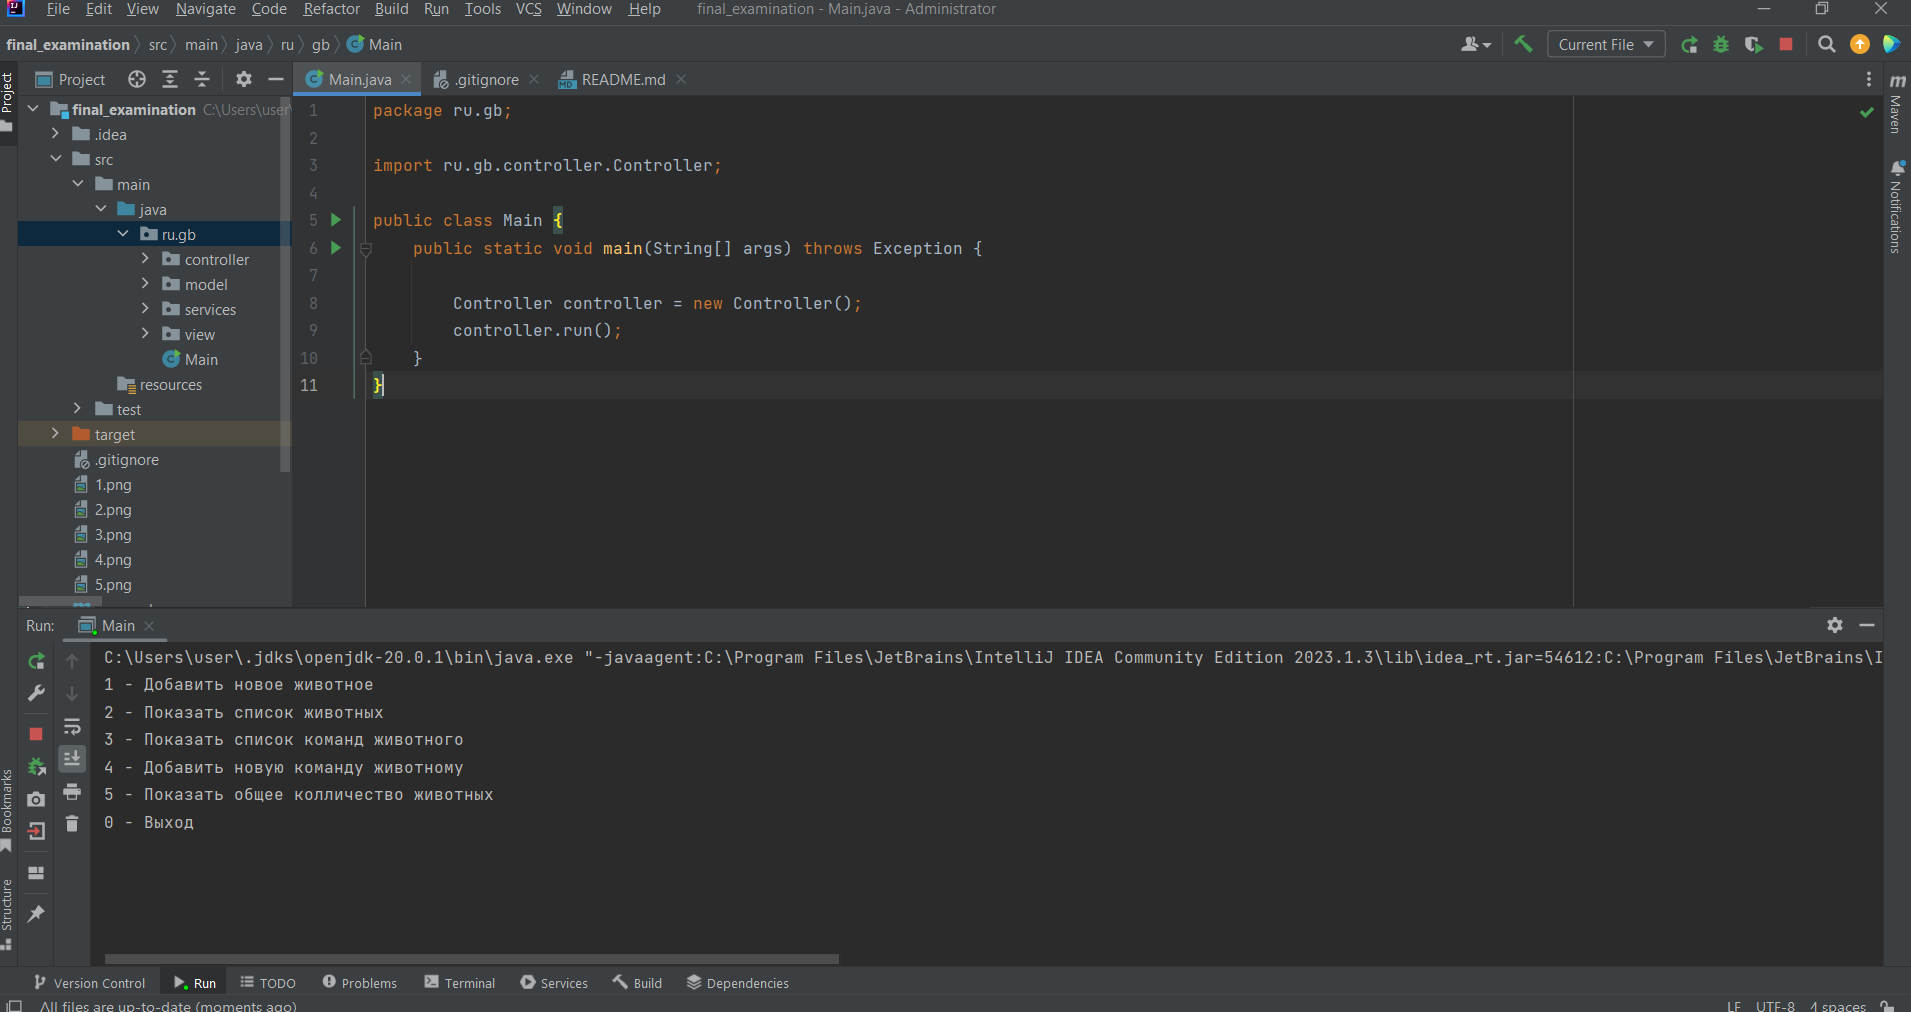 File Edit View Navigate Code Refactor Build Run Tools VCS Window Help final_examination - Main.java - Administrator
final_examination src main java ru gb Main Current File
Project Main.java .gitignore README.md
Project
Maven
Notifications
Bookmarks
Structure
final_examination C:\Users\user\
.idea
src
main
java
ru.gb
controller
model
services
view
Main
resources
test
target
.gitignore
1.png
2.png
3.png
4.png
5.png
1 package ru.gb;
2
3 import ru.gb.controller.Controller;
4
5 public class Main {
6 public static void main(String[] args) throws Exception {
7
8 Controller controller = new Controller();
9 controller.run();
10 }
11 }
Run: Main
C:\Users\user\.jdks\openjdk-20.0.1\bin\java.exe "-javaagent:C:\Program Files\JetBrains\IntelliJ IDEA Community Edition 2023.1.3\lib\idea_rt.jar=54612:C:\Program Files\JetBrains\I
1 - Добавить новое животное
2 - Показать список животных
3 - Показать список команд животного
4 - Добавить новую команду животному
5 - Показать общее колличество животных
0 - Выход
Version Control Run TODO Problems Terminal Services Build Dependencies
All files are up-to-date (moments ago) LF UTF-8 4 spaces